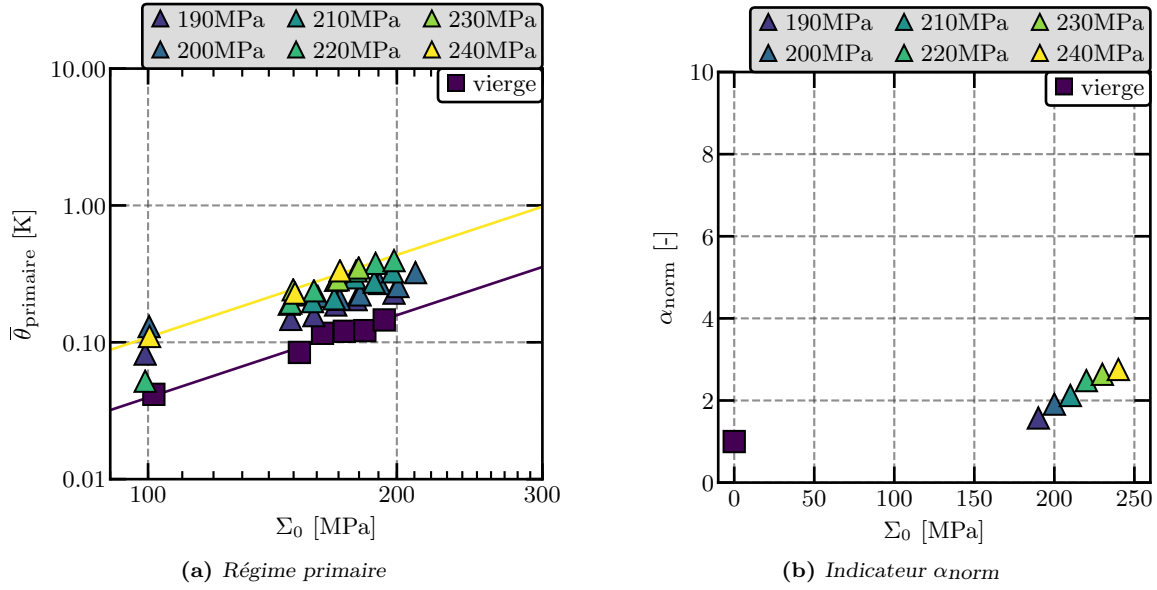 190MPa 210MPa 230MPa
200MPa 220MPa 240MPa
vierge
10.00
1.00
0.10
0.01
θ̅primaire [K]
100 200 300
Σ0 [MPa]
(a) Régime primaire
190MPa 210MPa 230MPa
200MPa 220MPa 240MPa
vierge
10
8
6
4
2
0
αnorm [-]
0 50 100 150 200 250
Σ0 [MPa]
(b) Indicateur αnorm